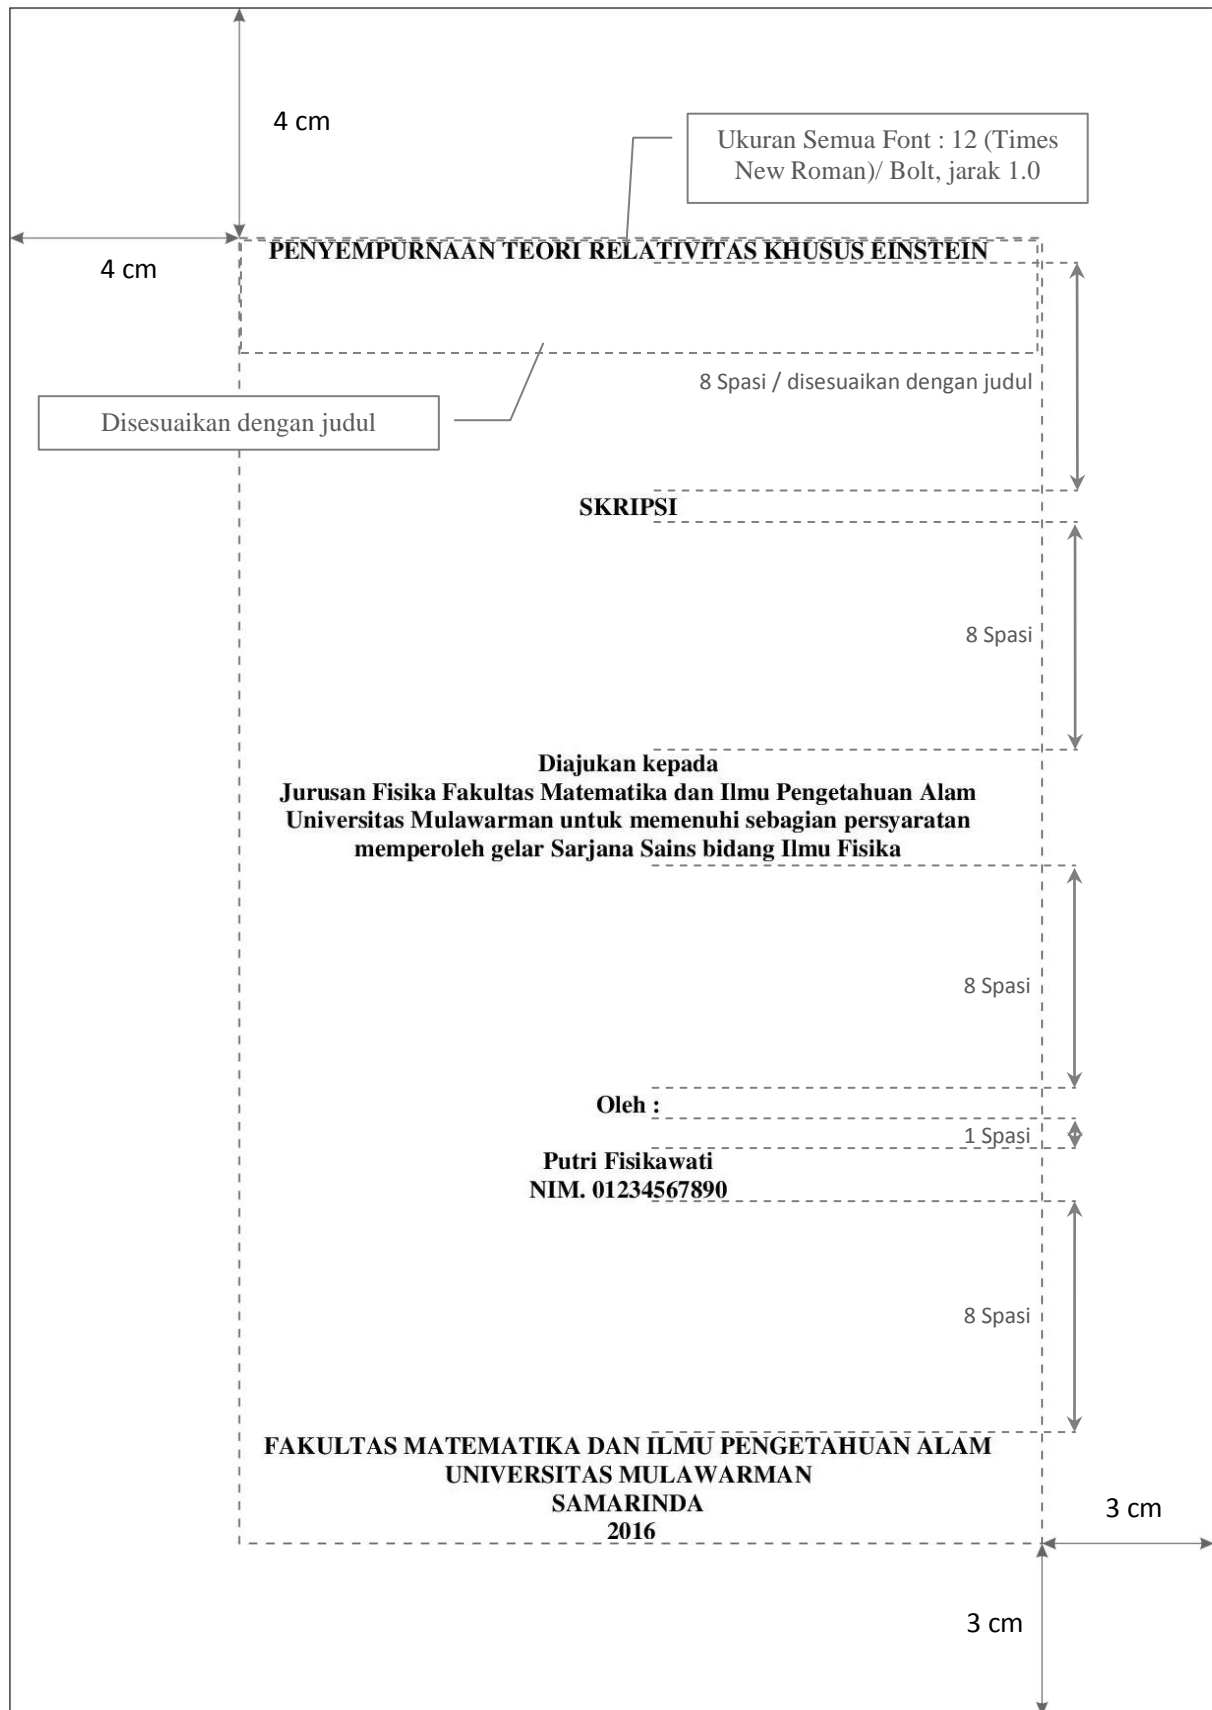 4 cm
Ukuran Semua Font : 12 (Times
New Roman)/ Bolt, jarak 1.0
4 cm
PENYEMPURNAAN TEORI RELATIVITAS KHUSUS EINSTEIN
8 Spasi / disesuaikan dengan judul
Disesuaikan dengan judul
SKRIPSI
8 Spasi
Diajukan kepada
Jurusan Fisika Fakultas Matematika dan Ilmu Pengetahuan Alam
Universitas Mulawarman untuk memenuhi sebagian persyaratan
memperoleh gelar Sarjana Sains bidang Ilmu Fisika
8 Spasi
Oleh :
1 Spasi
Putri Fisikawati
NIM. 01234567890
8 Spasi
FAKULTAS MATEMATIKA DAN ILMU PENGETAHUAN ALAM
UNIVERSITAS MULAWARMAN
SAMARINDA
2016
3 cm
3 cm